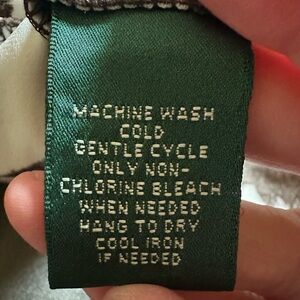 MACHINE WASH
COLD
GENTLE CYCLE
ONLY NON-
CHLORINE BLEACH
WHEN NEEDED
HANG TO DRY
COOL IRON
IF NEEDED